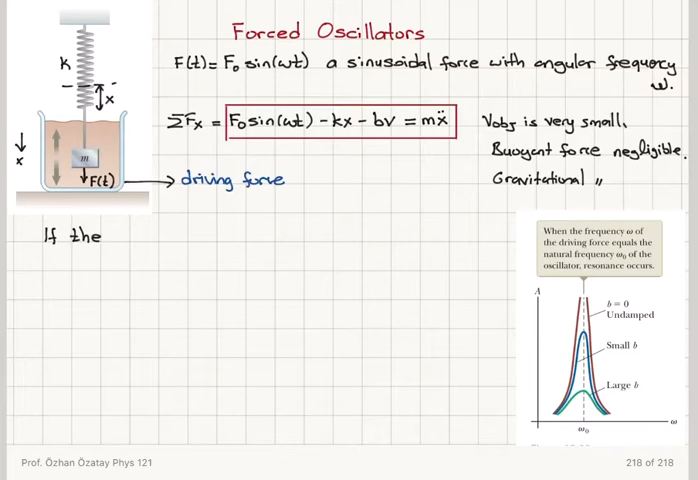 Forced Oscillators
F(t) = F₀ sin(ωt) a sinusoidal force with angular frequency
ω.
k
x
ΣFₓ = F₀ sin(ωt) - kx - bv = mẍ
V_obj is very small,
Buoyant force negligible.
Gravitational "
x
m
F(t)
driving force
If the
When the frequency ω of
the driving force equals the
natural frequency ω₀ of the
oscillator, resonance occurs.
A
b = 0
Undamped
Small b
Large b
ω
ω₀
Prof. Özhan Özatay Phys 121
218 of 218